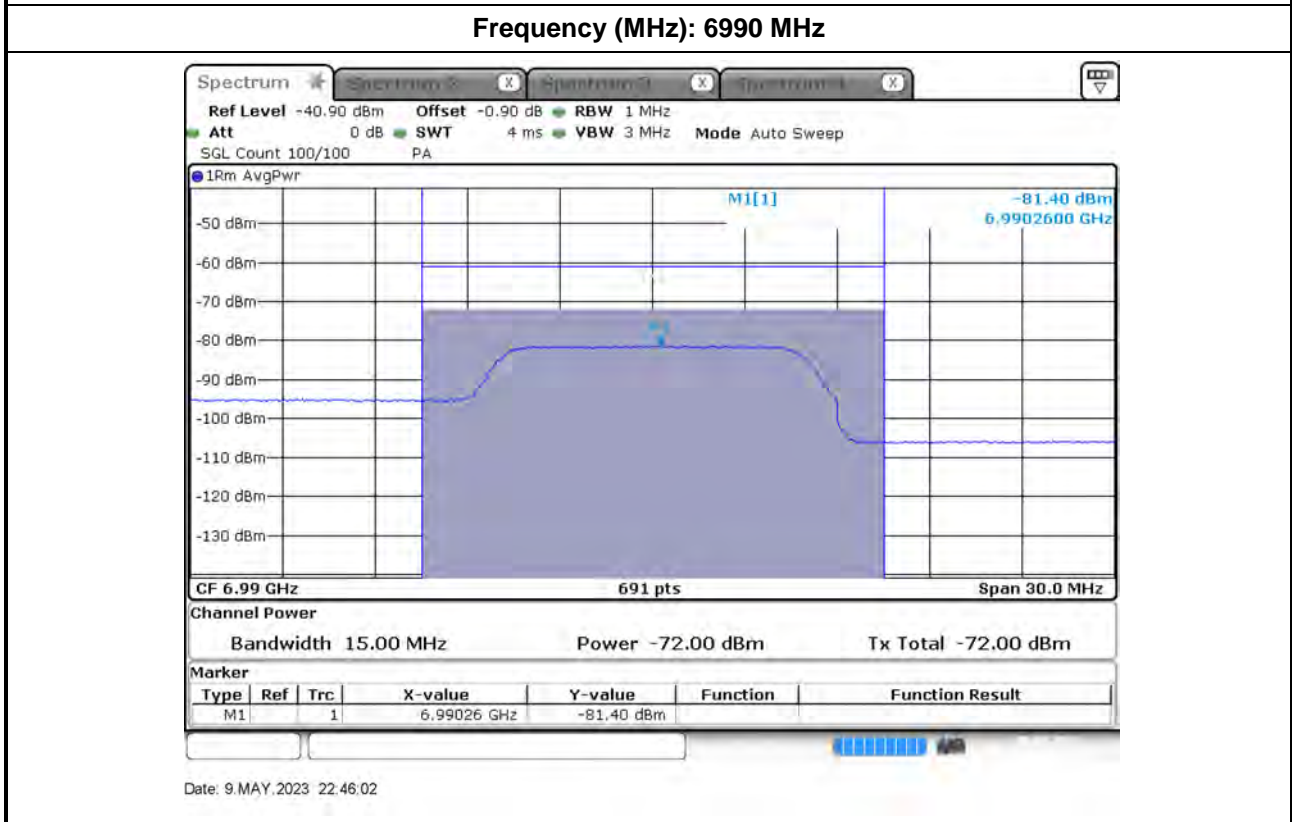 Frequency (MHz): 6990 MHz
Spectrum
Ref Level -40.90 dBm Offset -0.90 dB RBW 1 MHz
Att 0 dB SWT 4 ms VBW 3 MHz Mode Auto Sweep
SGL Count 100/100 PA
1Rm AvgPwr
M1[1] -81.40 dBm
6.9902600 GHz
-50 dBm
-60 dBm
-70 dBm
-80 dBm
-90 dBm
-100 dBm
-110 dBm
-120 dBm
-130 dBm
CF 6.99 GHz 691 pts Span 30.0 MHz
Channel Power
Bandwidth 15.00 MHz Power -72.00 dBm Tx Total -72.00 dBm
Marker
Type Ref Trc X-value Y-value Function Function Result
M1 1 6.99026 GHz -81.40 dBm
Date: 9.MAY.2023 22:46:02